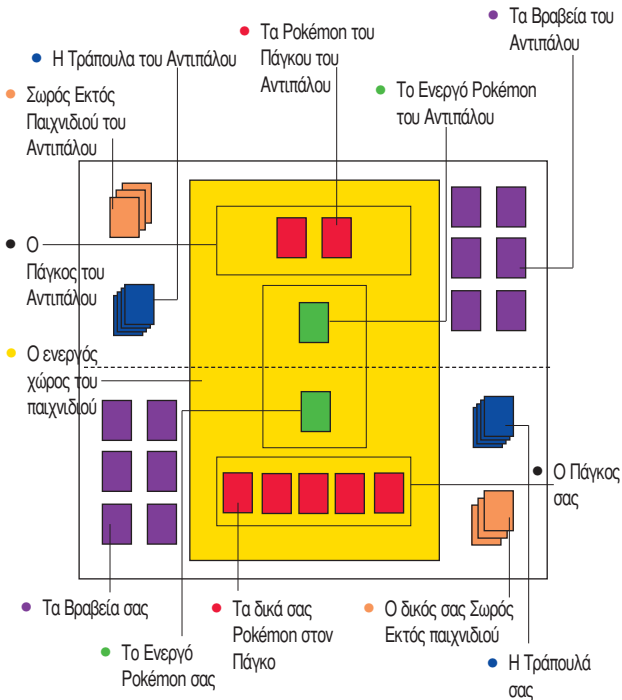 Τα Βραβεία του
Αντιπάλου
Τα Pokémon του
Πάγκου του
Αντιπάλου
Η Τράπουλα του Αντιπάλου
Το Ενεργό Pokémon
του Αντιπάλου
Σωρός Εκτός
Παιχνιδιού του
Αντιπάλου
Ο
Πάγκος του
Αντιπάλου
Ο ενεργός
χώρος του
παιχνιδιού
Ο Πάγκος
σας
Τα Βραβεία σας
Τα δικά σας
Pokémon στον
Πάγκο
Ο δικός σας Σωρός
Εκτός παιχνιδιού
Το Ενεργό
Pokémon σας
Η Τράπουλά
σας